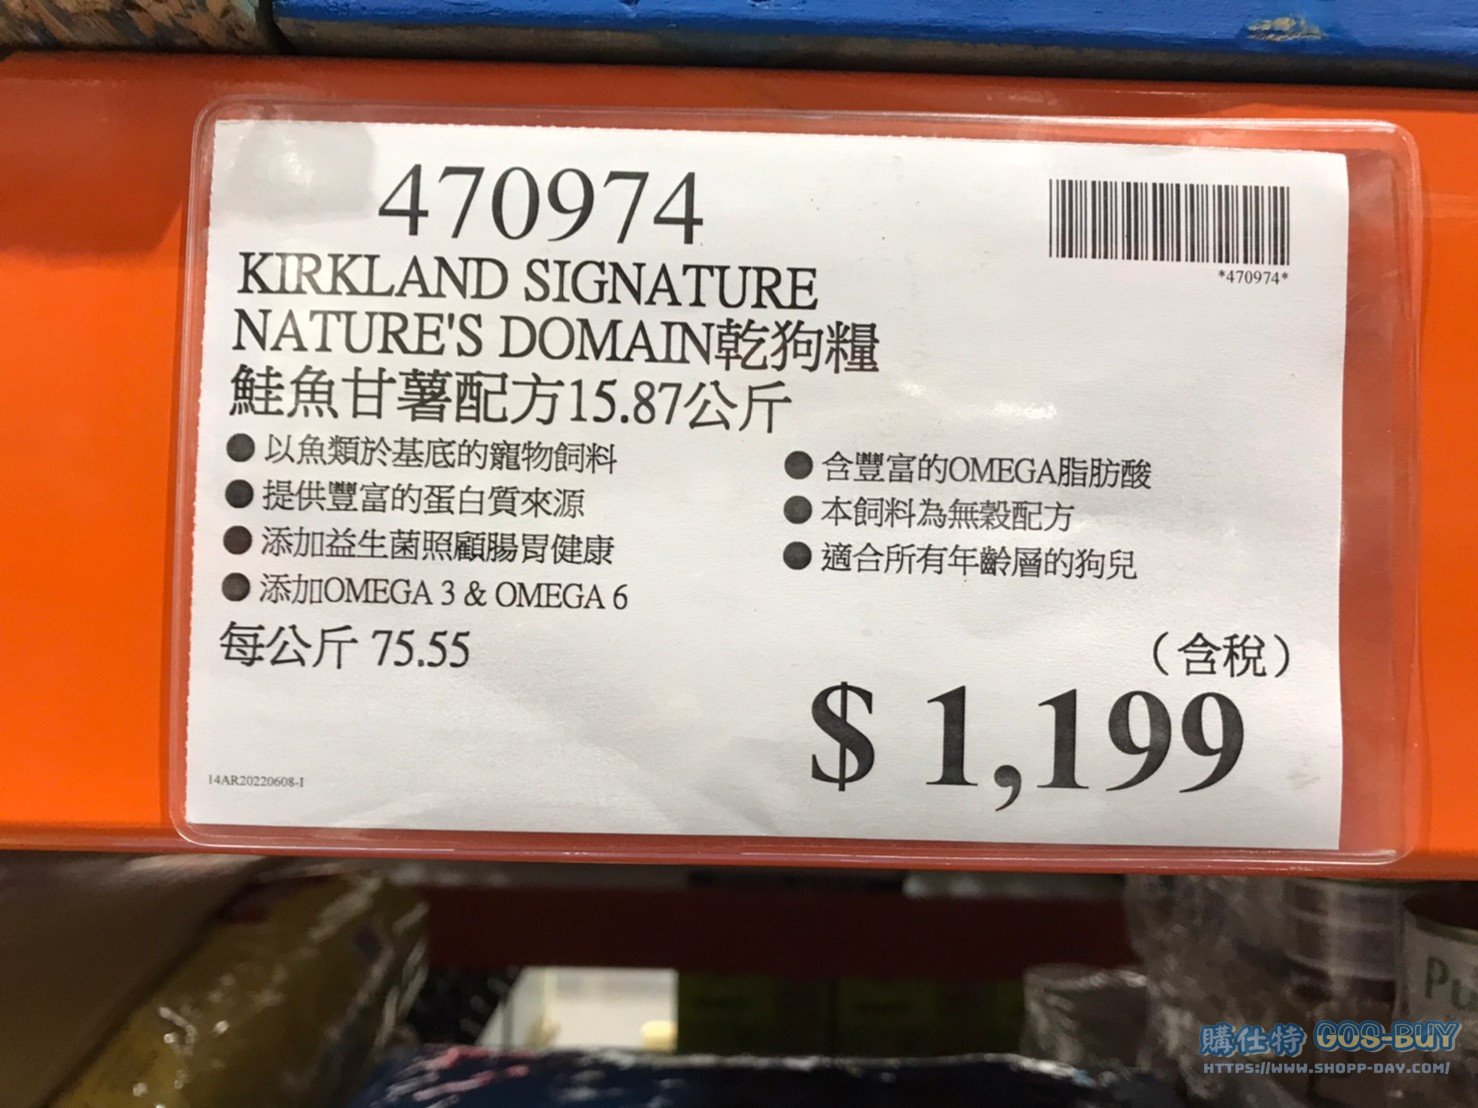 470974
*470974*
KIRKLAND SIGNATURE
NATURE'S DOMAIN乾狗糧
鮭魚甘薯配方15.87公斤
●以魚類於基底的寵物飼料
●提供豐富的蛋白質來源
●添加益生菌照顧腸胃健康
●添加OMEGA 3 & OMEGA 6
●含豐富的OMEGA脂肪酸
●本飼料為無穀配方
●適合所有年齡層的狗兒
每公斤 75.55
（含稅）
$ 1,199
14AR20220608-1
Pu
購仕特 GOS-BUY
HTTPS://WWW.SHOPP-DAY.COM/